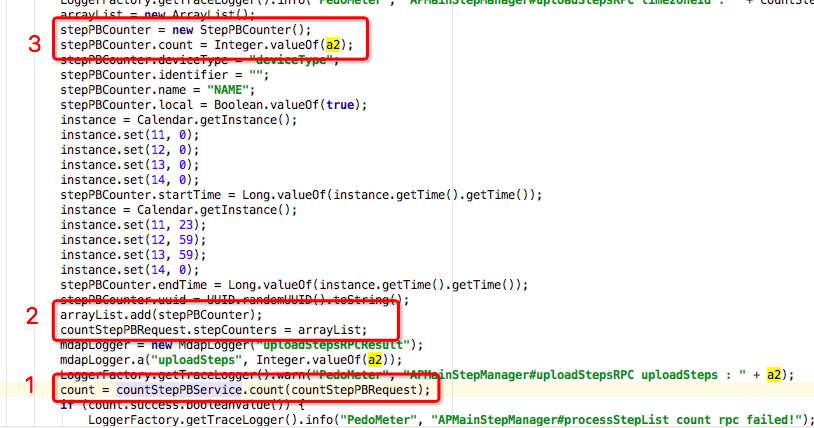 LoggerFactory.getTraceLogger().info("PedoMeter", "APMainStepManager#uploadStepsRPC timezoneid : " + countSte
arrayList = new ArrayList();
3 stepPBCounter = new StepPBCounter();
stepPBCounter.count = Integer.valueOf(a2);
stepPBCounter.deviceType = "deviceType";
stepPBCounter.identifier = "";
stepPBCounter.name = "NAME";
stepPBCounter.local = Boolean.valueOf(true);
instance = Calendar.getInstance();
instance.set(11, 0);
instance.set(12, 0);
instance.set(13, 0);
instance.set(14, 0);
stepPBCounter.startTime = Long.valueOf(instance.getTime().getTime());
instance = Calendar.getInstance();
instance.set(11, 23);
instance.set(12, 59);
instance.set(13, 59);
instance.set(14, 0);
stepPBCounter.endTime = Long.valueOf(instance.getTime().getTime());
stepPBCounter.uuid = UUID.randomUUID().toString();
2 arrayList.add(stepPBCounter);
countStepPBRequest.stepCounters = arrayList;
mdapLogger = new MdapLogger("uploadStepsRPCResult");
mdapLogger.a("uploadSteps", Integer.valueOf(a2));
LoggerFactory.getTraceLogger().warn("PedoMeter", "APMainStepManager#uploadStepsRPC uploadSteps : " + a2);
1 count = countStepPBService.count(countStepPBRequest);
if (count.success.booleanValue()) {
LoggerFactory.getTraceLogger().info("PedoMeter", "APMainStepManager#processStepList count rpc failed!");